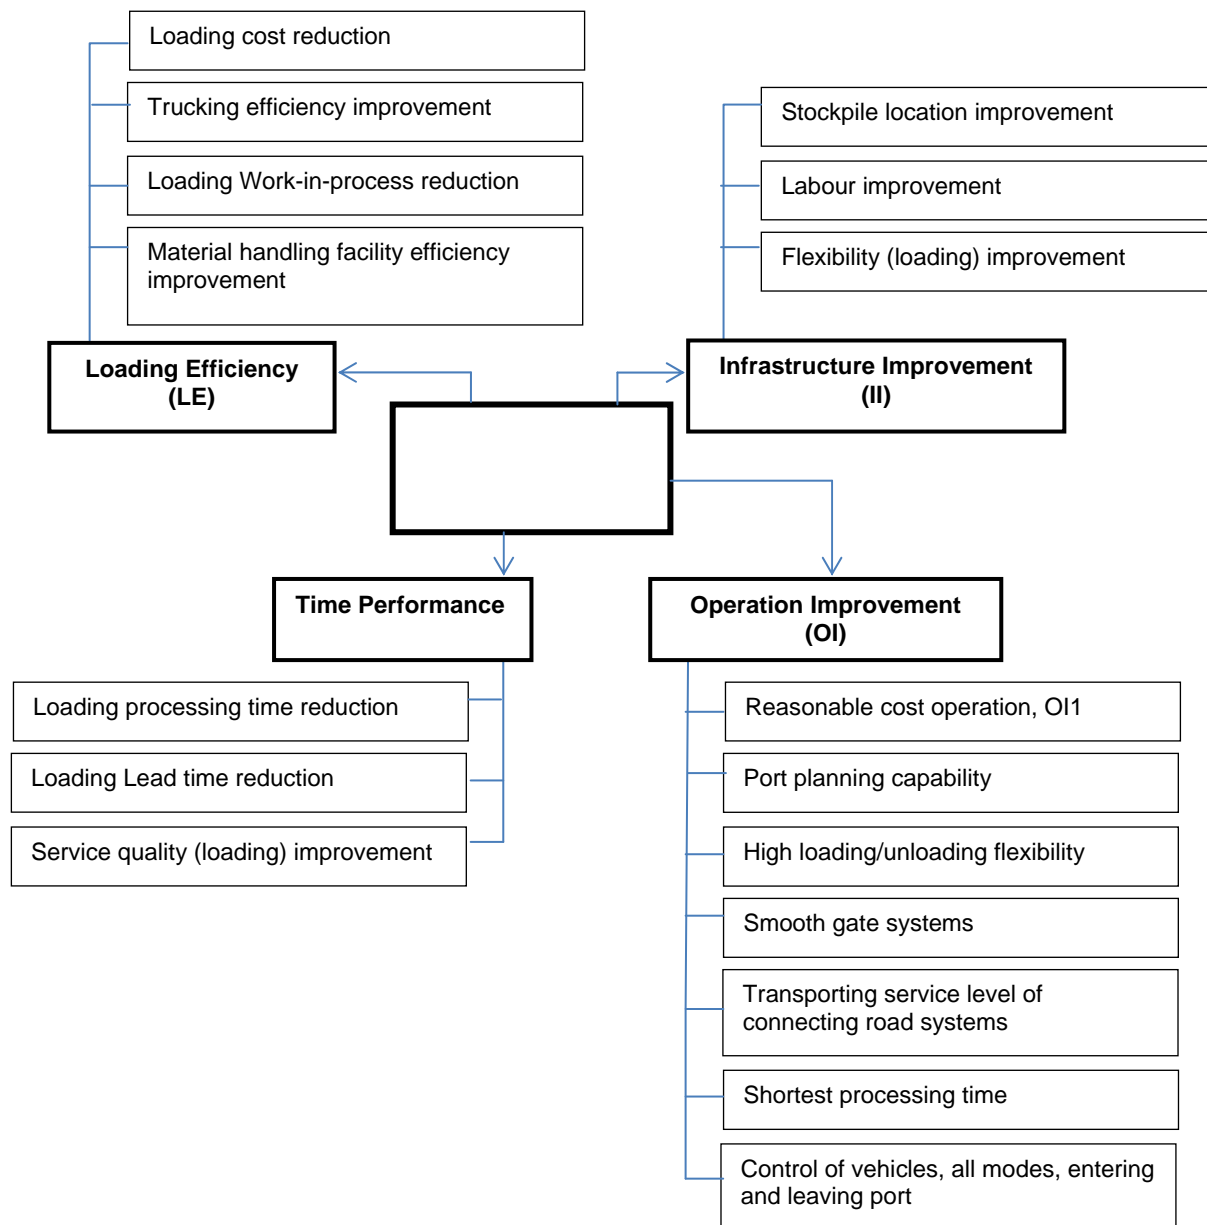 Loading cost reduction
Trucking efficiency improvement
Loading Work-in-process reduction
Material handling facility efficiency
improvement
Loading Efficiency
(LE)
Stockpile location improvement
Labour improvement
Flexibility (loading) improvement
Infrastructure Improvement
(II)
Time Performance
Loading processing time reduction
Loading Lead time reduction
Service quality (loading) improvement
Operation Improvement
(OI)
Reasonable cost operation, OI1
Port planning capability
High loading/unloading flexibility
Smooth gate systems
Transporting service level of
connecting road systems
Shortest processing time
Control of vehicles, all modes, entering
and leaving port